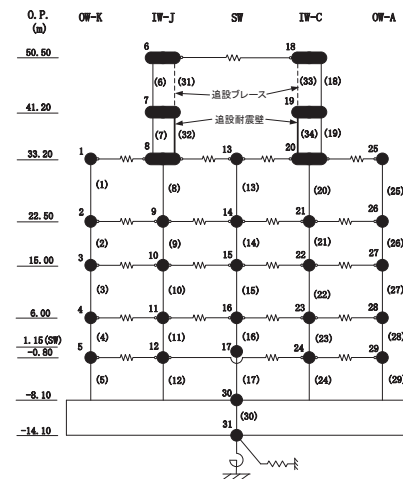 O.P. OW-K IW-J SW IW-C OW-A
(m)
6 18
50.50
(6) (31) (33) (18)
追設ブレース
41.20 7 19
追設耐震壁
(7) (32) (34) (19)
33.20 1 8 13 20 25
(1) (8) (13) (20) (25)
22.50 2 9 14 21 26
(2) (9) (14) (21) (26)
15.00 3 10 15 22 27
(3) (10) (15) (22) (27)
6.00 4 11 16 23 28
1.15(SW) (4) (11) (16) (23) (28)
-0.80 5 12 17 24 29
(5) (12) (17) (24) (29)
-8.10 30
(30)
-14.10 31